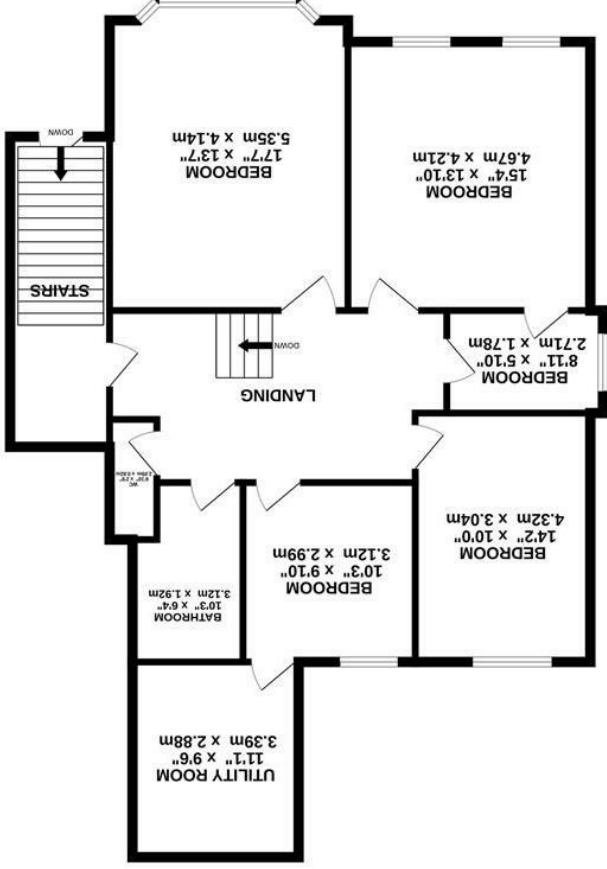 UTILITY ROOM
11'1" x 9'6"
3.39m x 2.88m
BATHROOM
10'3" x 6'4"
3.12m x 1.92m
BEDROOM
10'3" x 9'10"
3.12m x 2.99m
BEDROOM
14'2" x 10'0"
4.32m x 3.04m
WC
LANDING
BEDROOM
8'11" x 5'10"
2.71m x 1.78m
DOWN
STAIRS
BEDROOM
15'4" x 13'10"
4.67m x 4.21m
BEDROOM
17'7" x 13'7"
5.35m x 4.14m
DOWN